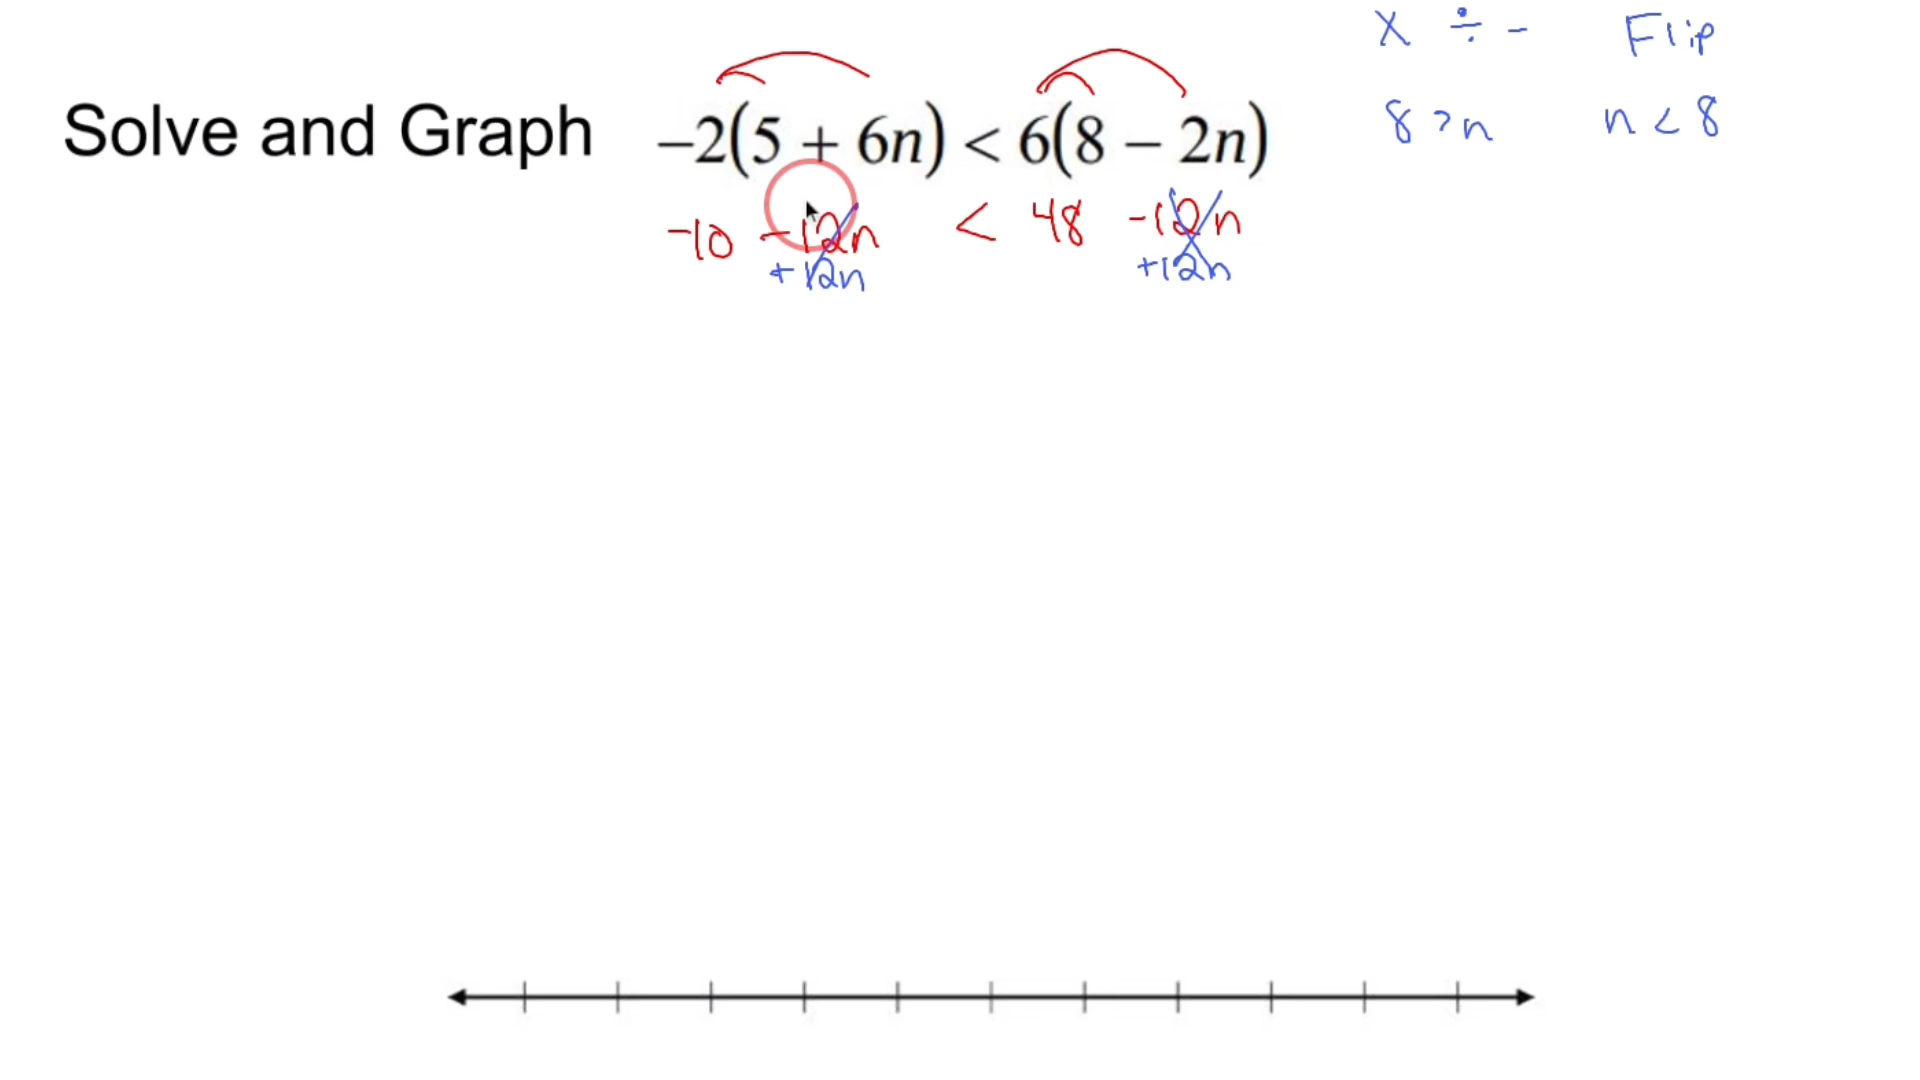 x ÷ - Flip
Solve and Graph −2(5 + 6n) < 6(8 − 2n)
8 > n n < 8
-10 -12n < 48 -12n
+12n +12n